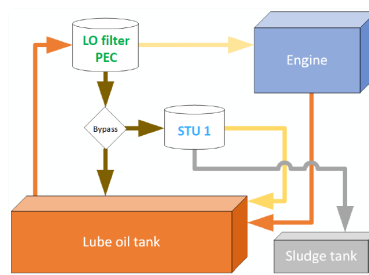 LO filter
PEC
Engine
Bypass
STU 1
Lube oil tank
Sludge tank